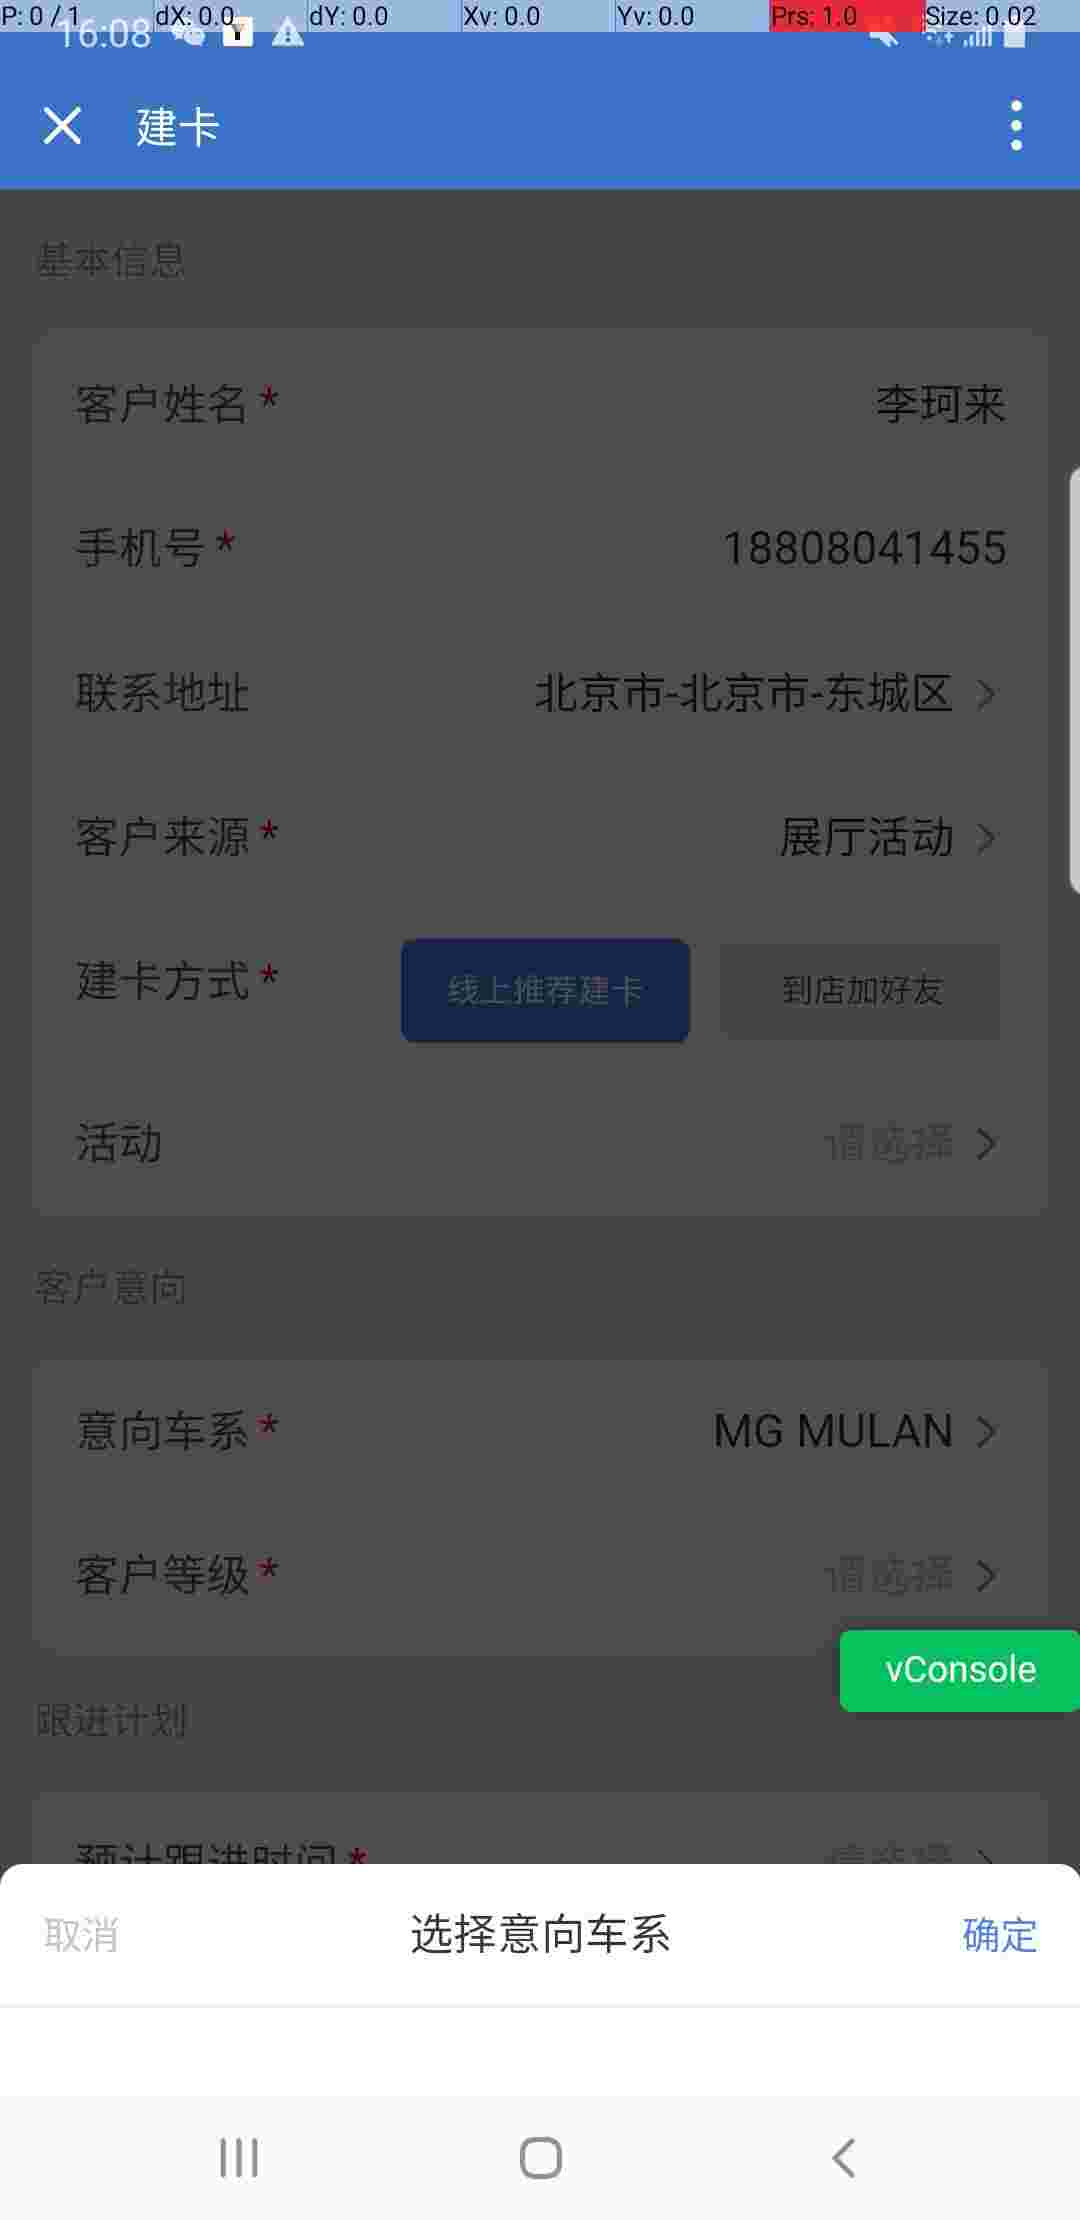 P: 0 / 1 dX: 0.0 dY: 0.0 Xv: 0.0 Yv: 0.0 Prs: 1.0 Size: 0.02
16:08
建卡
基本信息
客户姓名 * 李珂来
手机号 * 18808041455
联系地址 北京市-北京市-东城区
客户来源 * 展厅活动
建卡方式 * 线上推荐建卡 到店加好友
活动 请选择
客户意向
意向车系 * MG MULAN
客户等级 * 请选择
vConsole
跟进计划
预计跟进时间 * 请选择
取消 选择意向车系 确定